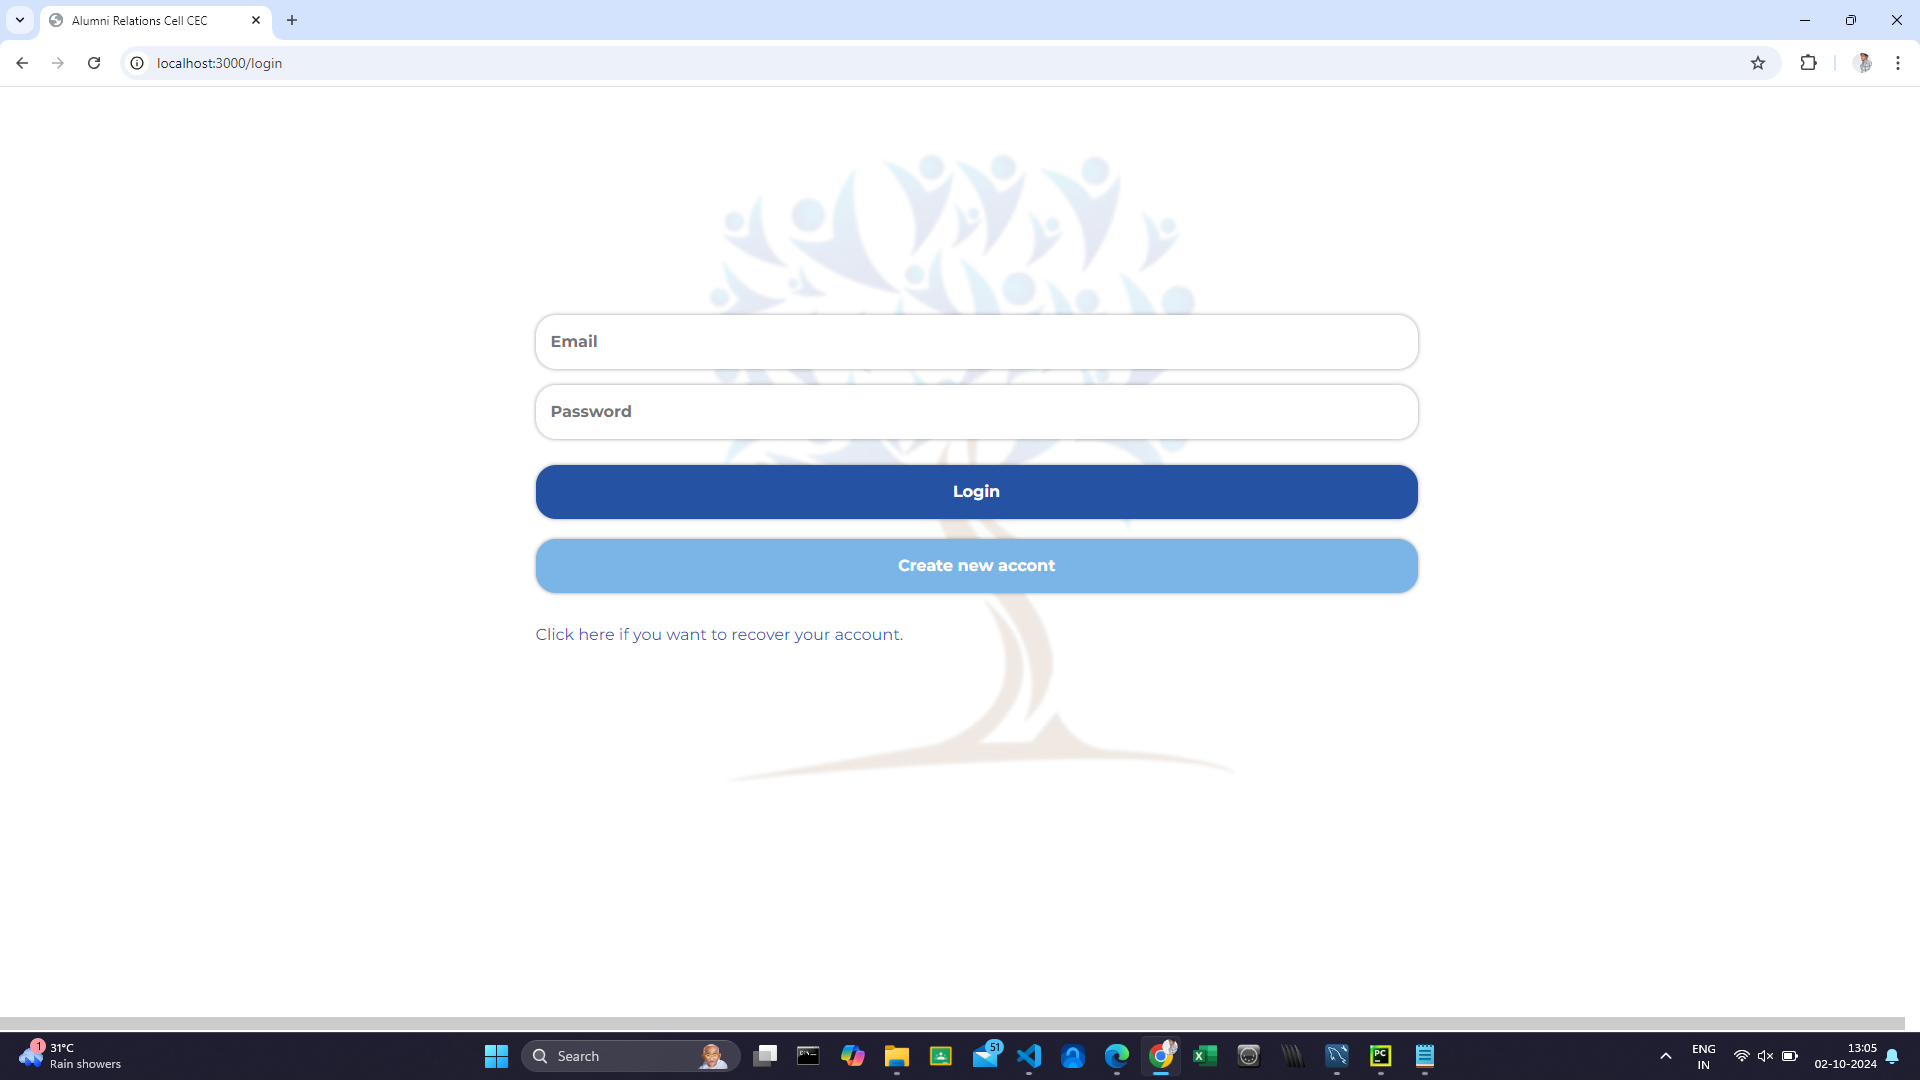 Alumni Relations Cell CEC
localhost:3000/login
Email
Password
Login
Create new accont
Click here if you want to recover your account.
1
31°C
Rain showers
Search
51
PC
ENG
IN
13:05
02-10-2024